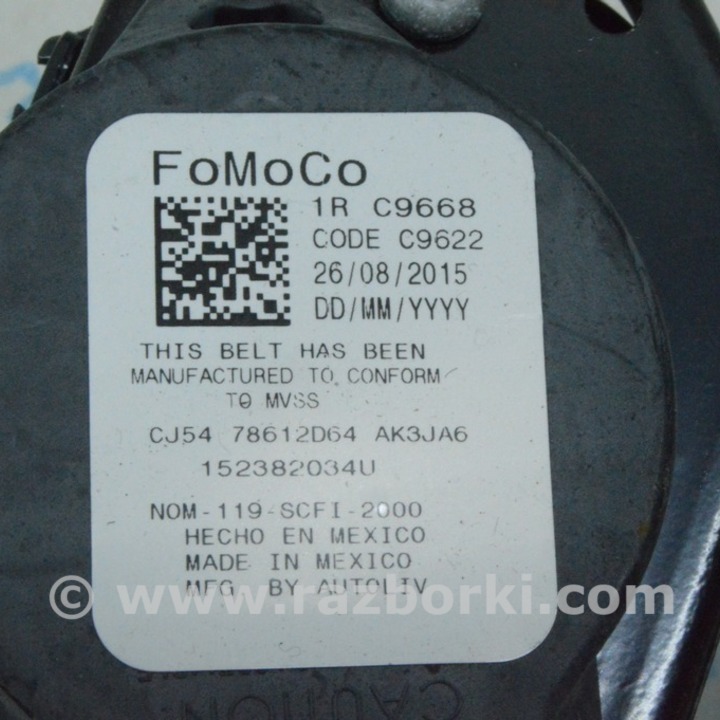 FoMoCo
1R C9668
CODE C9622
26/08/2015
DD/MM/YYYY
THIS BELT HAS BEEN
MANUFACTURED TO CONFORM
TO MVSS
CJ54 78612D64 AK3JA6
152382034U
NOM-119-SCFI-2000
HECHO EN MEXICO
MADE IN MEXICO
MFG BY AUTOLIV
© www.razborki.com
CAUTION